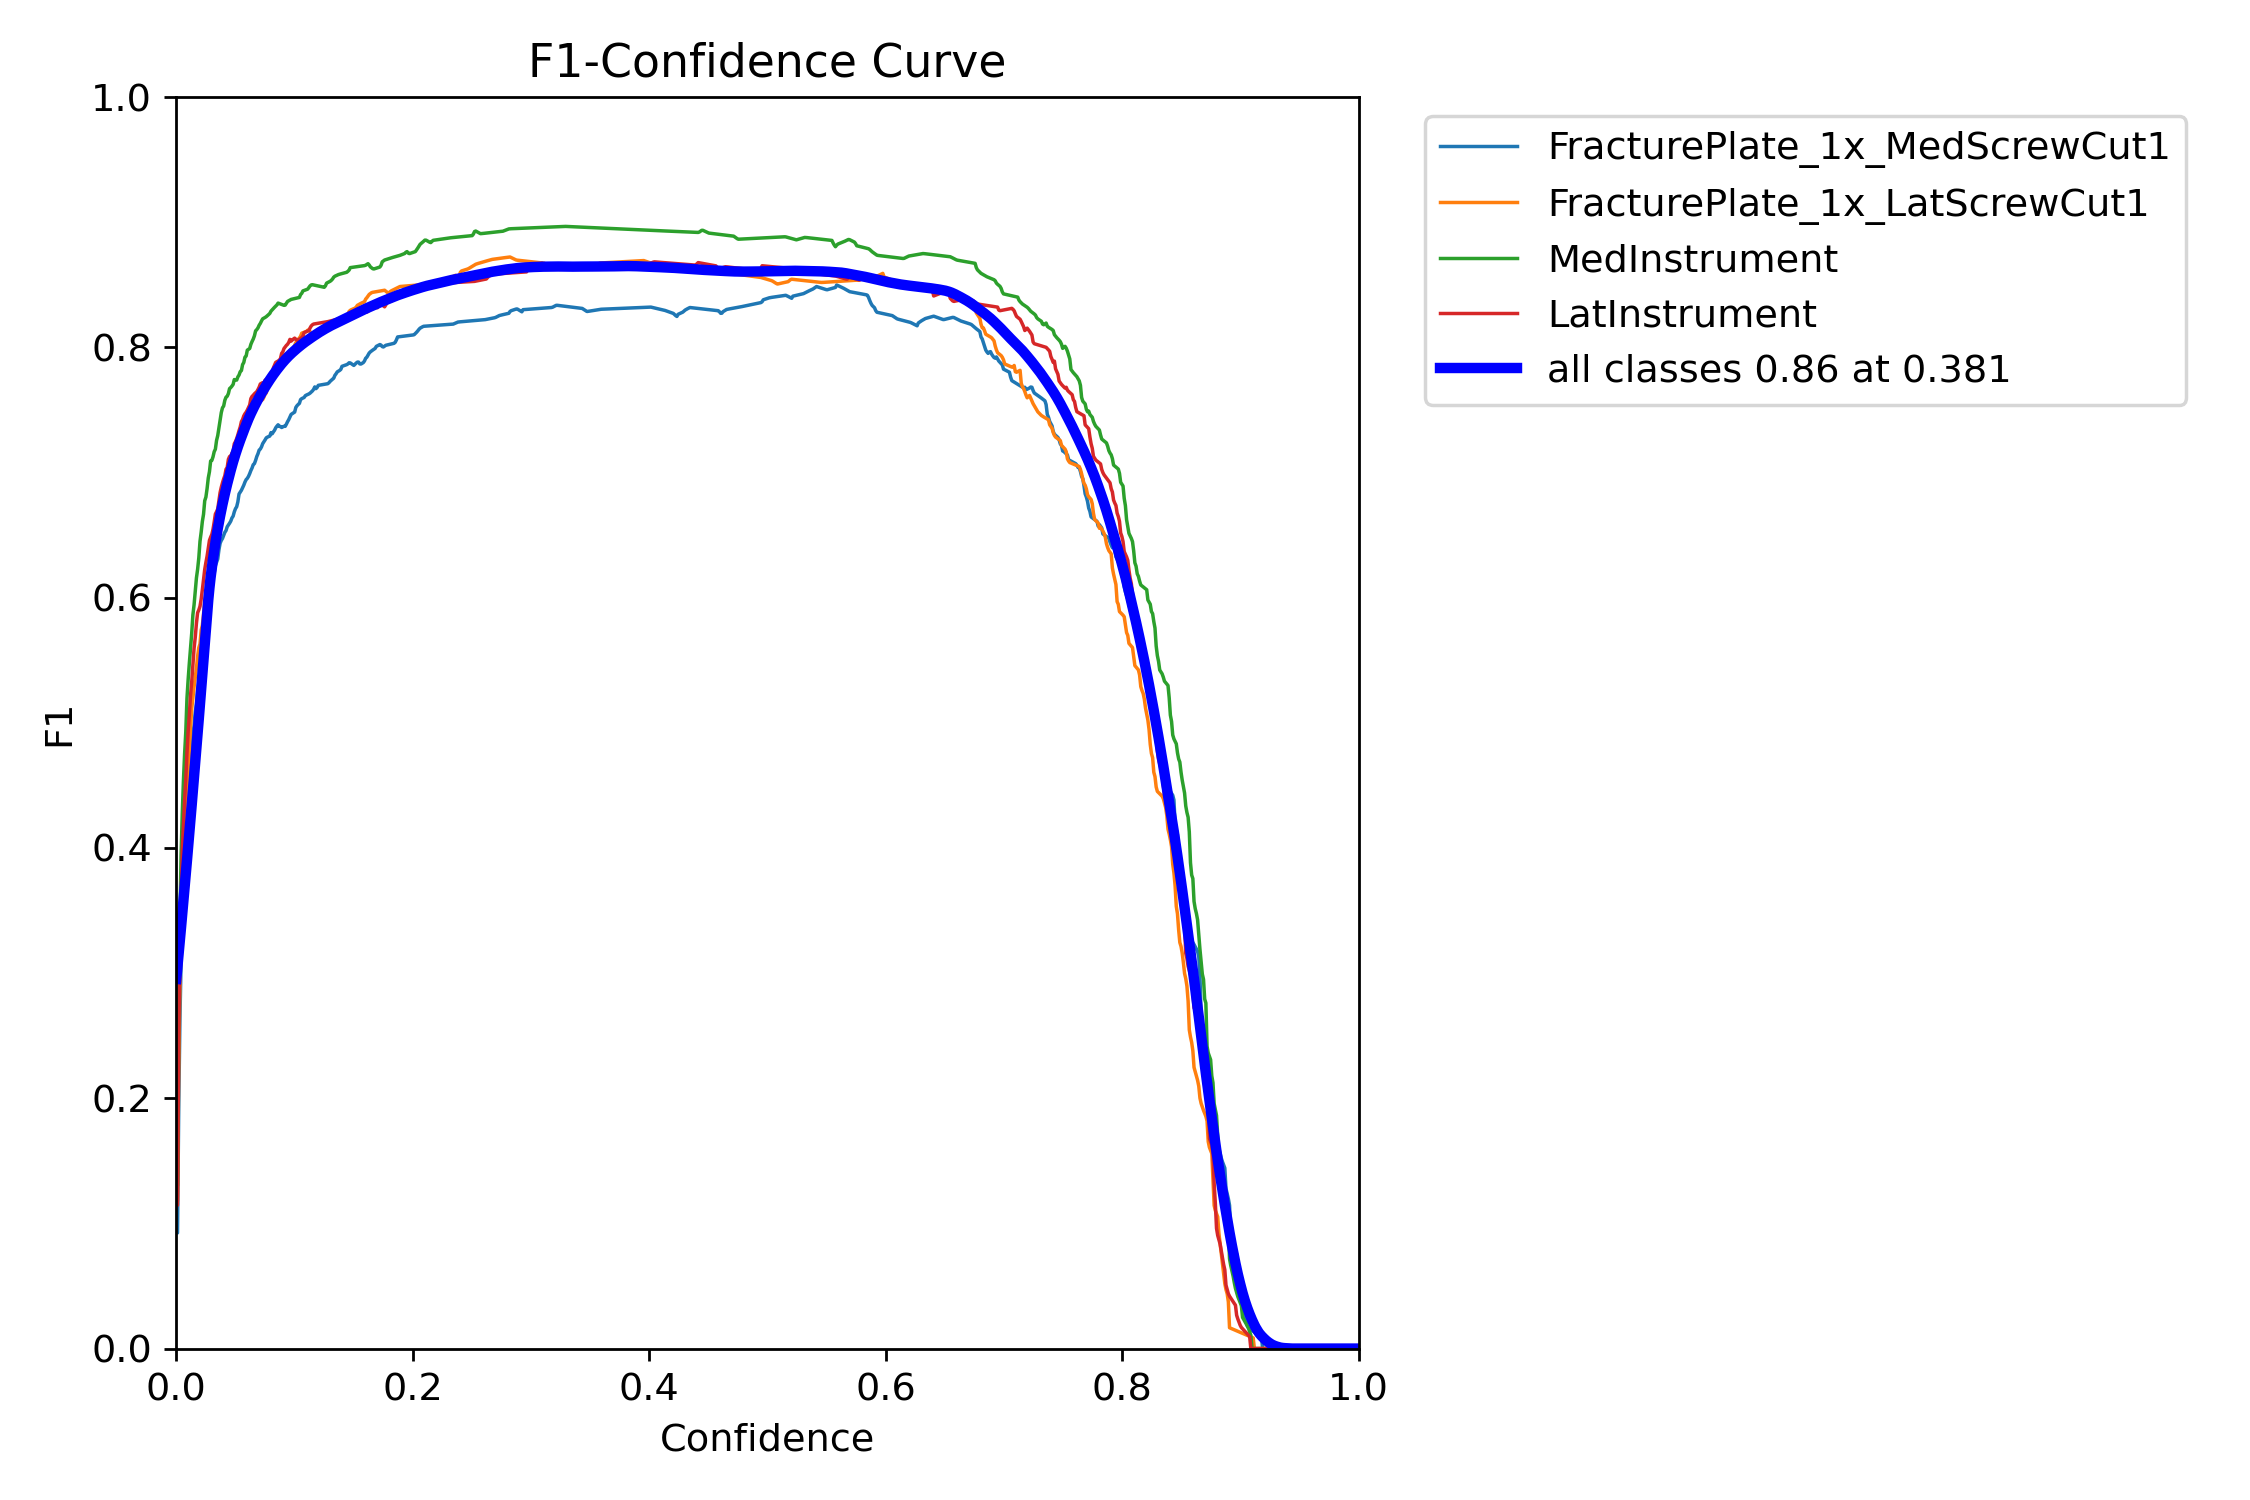 F1-Confidence Curve
1.0
0.8
0.6
0.4
0.2
0.0
F1
0.0 0.2 0.4 0.6 0.8 1.0
Confidence
FracturePlate_1x_MedScrewCut1
FracturePlate_1x_LatScrewCut1
MedInstrument
LatInstrument
all classes 0.86 at 0.381